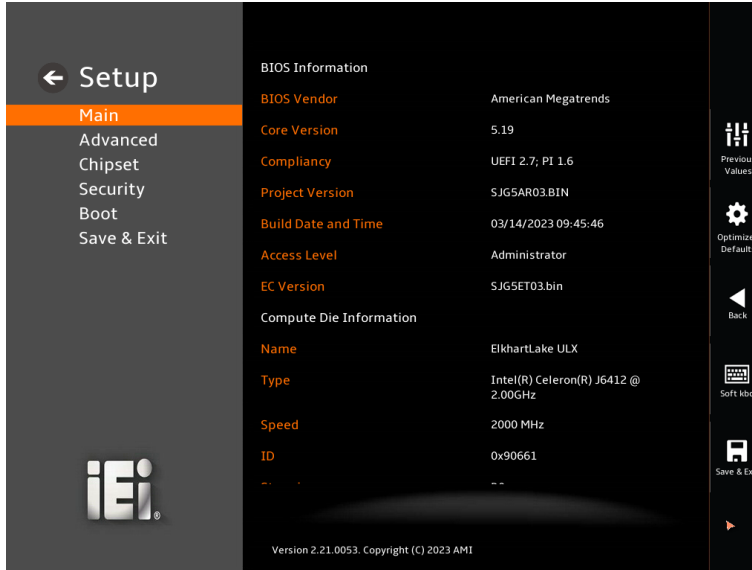 Setup
Main
Advanced
Chipset
Security
Boot
Save & Exit
iEi
®
BIOS Information
BIOS Vendor American Megatrends
Core Version 5.19
Compliancy UEFI 2.7; PI 1.6
Project Version SJG5AR03.BIN
Build Date and Time 03/14/2023 09:45:46
Access Level Administrator
EC Version SJG5ET03.bin
Compute Die Information
Name ElkhartLake ULX
Type Intel(R) Celeron(R) J6412 @
2.00GHz
Speed 2000 MHz
ID 0x90661
Version 2.21.0053. Copyright (C) 2023 AMI
Previou
Values
Optimize
Default
Back
Soft kbd
Save & Ex